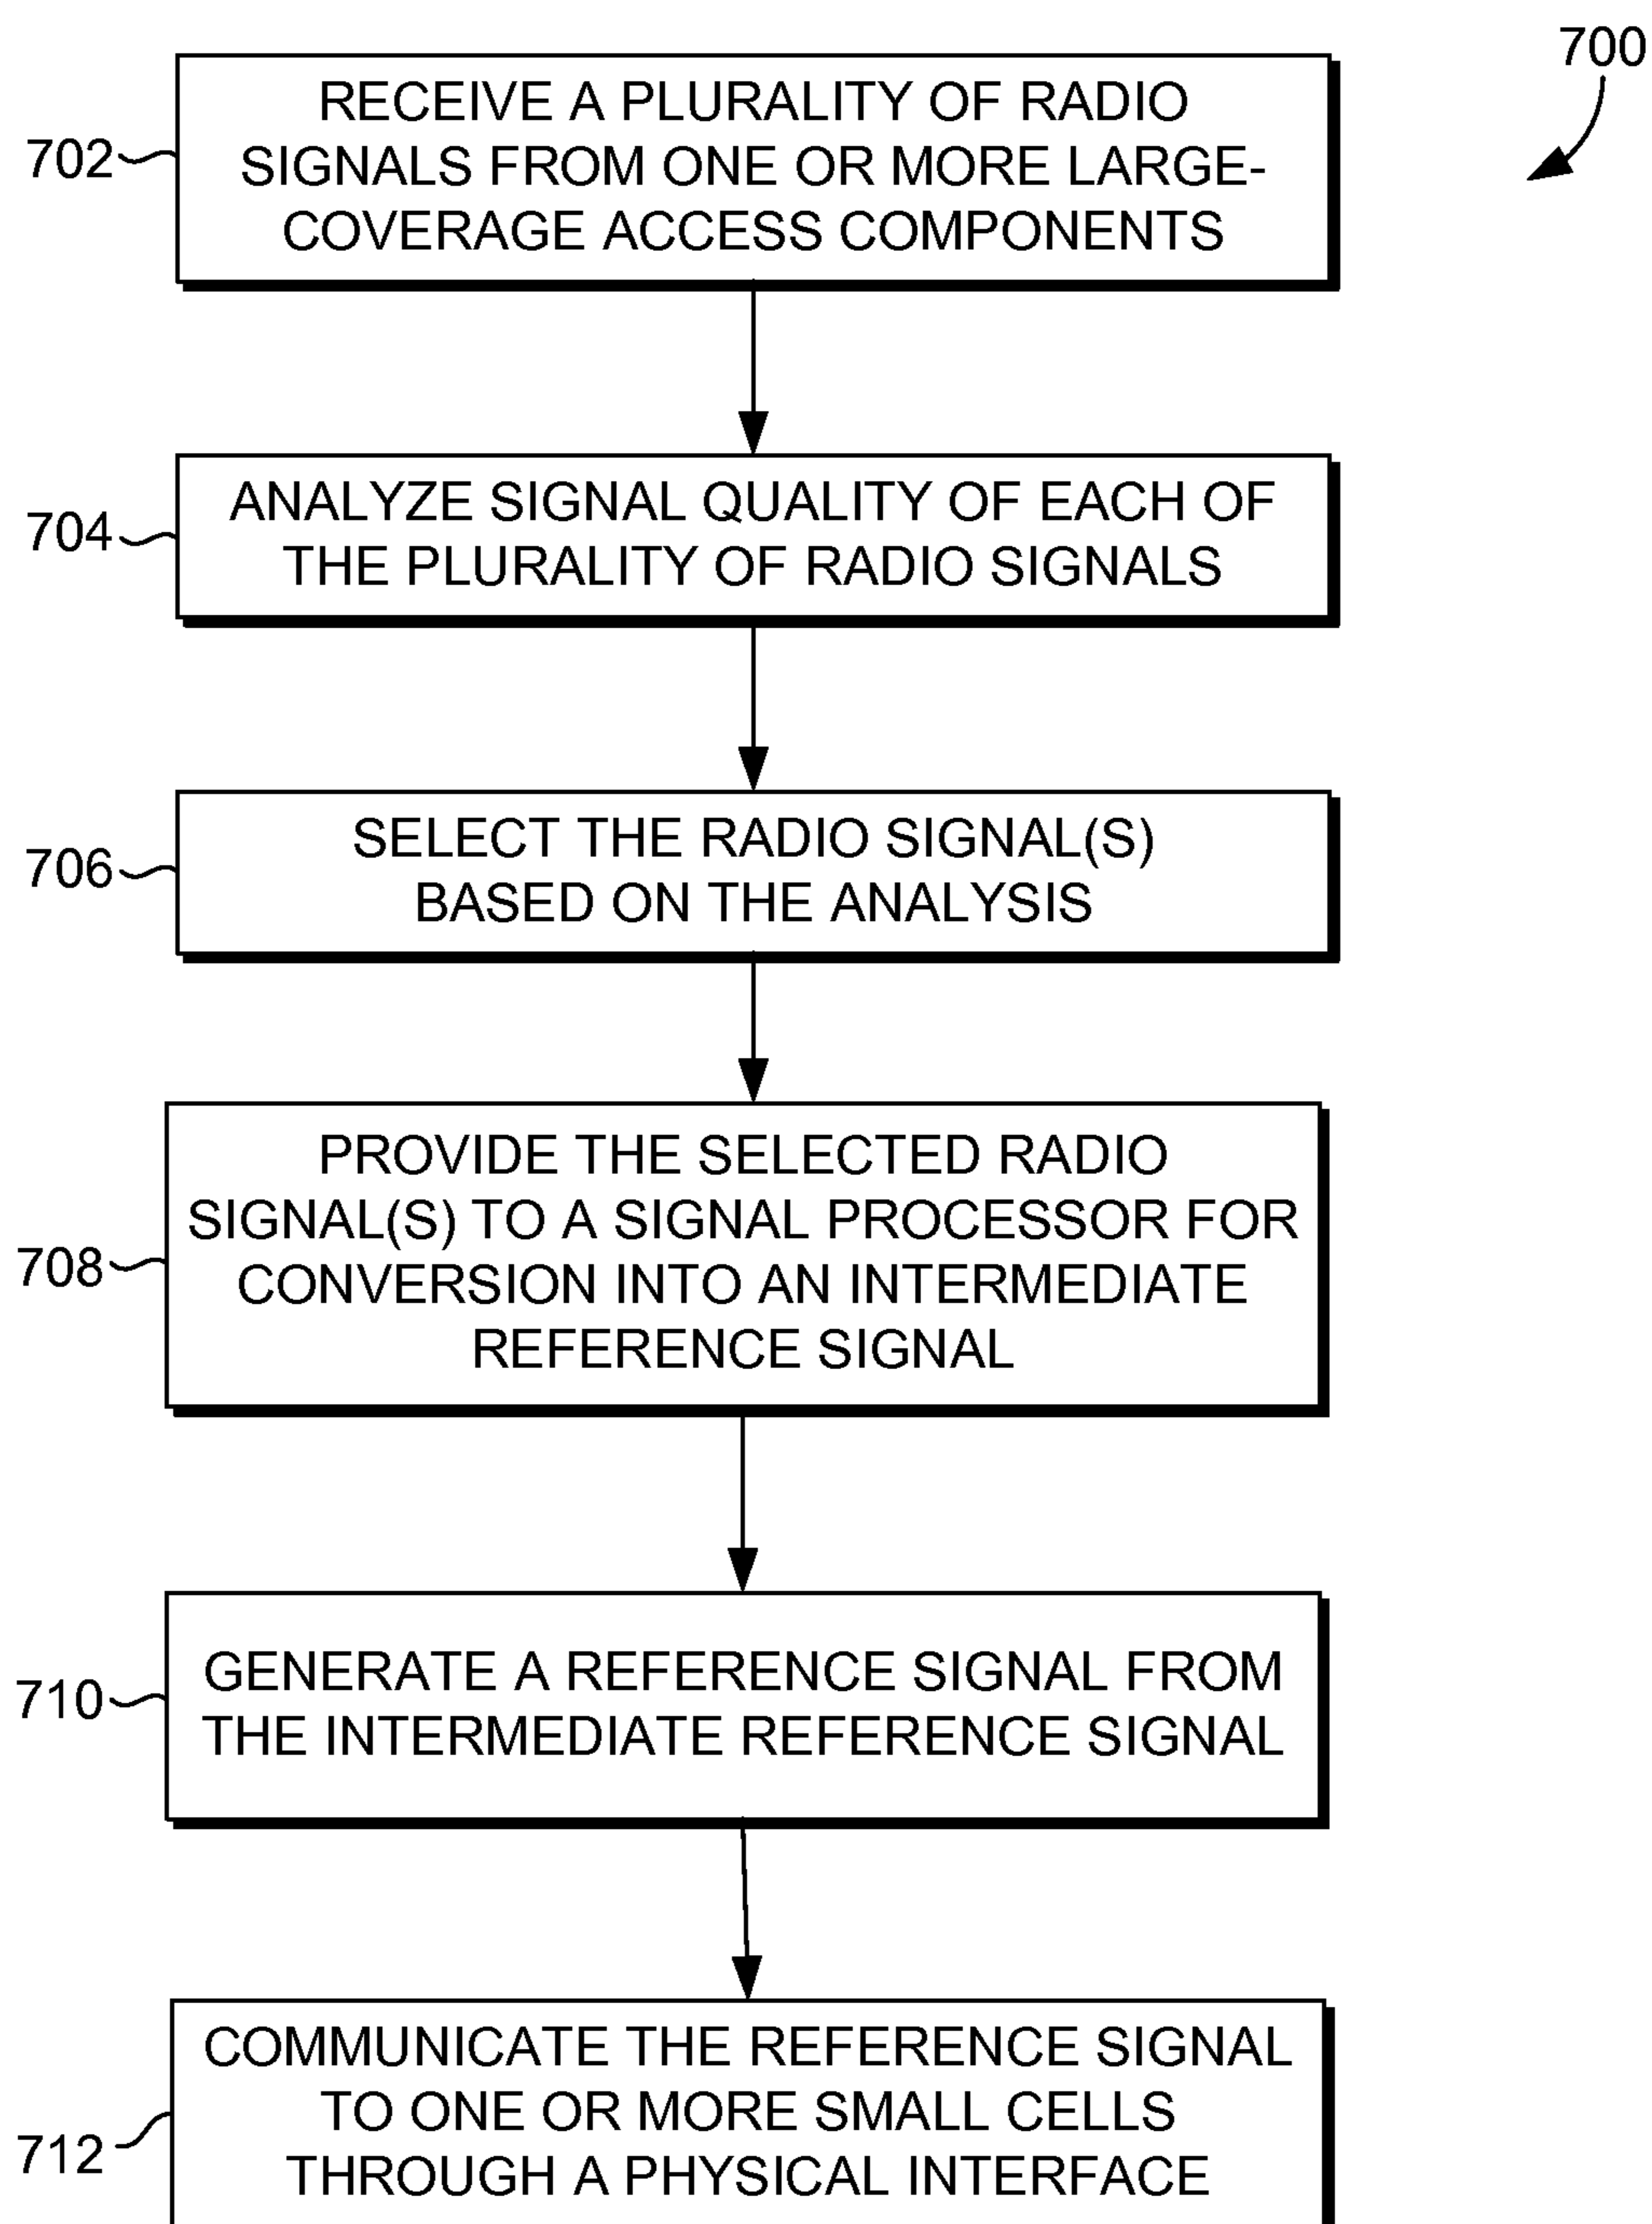 700
702
RECEIVE A PLURALITY OF RADIO
SIGNALS FROM ONE OR MORE LARGE-
COVERAGE ACCESS COMPONENTS
704
ANALYZE SIGNAL QUALITY OF EACH OF
THE PLURALITY OF RADIO SIGNALS
706
SELECT THE RADIO SIGNAL(S)
BASED ON THE ANALYSIS
708
PROVIDE THE SELECTED RADIO
SIGNAL(S) TO A SIGNAL PROCESSOR FOR
CONVERSION INTO AN INTERMEDIATE
REFERENCE SIGNAL
710
GENERATE A REFERENCE SIGNAL FROM
THE INTERMEDIATE REFERENCE SIGNAL
712
COMMUNICATE THE REFERENCE SIGNAL
TO ONE OR MORE SMALL CELLS
THROUGH A PHYSICAL INTERFACE